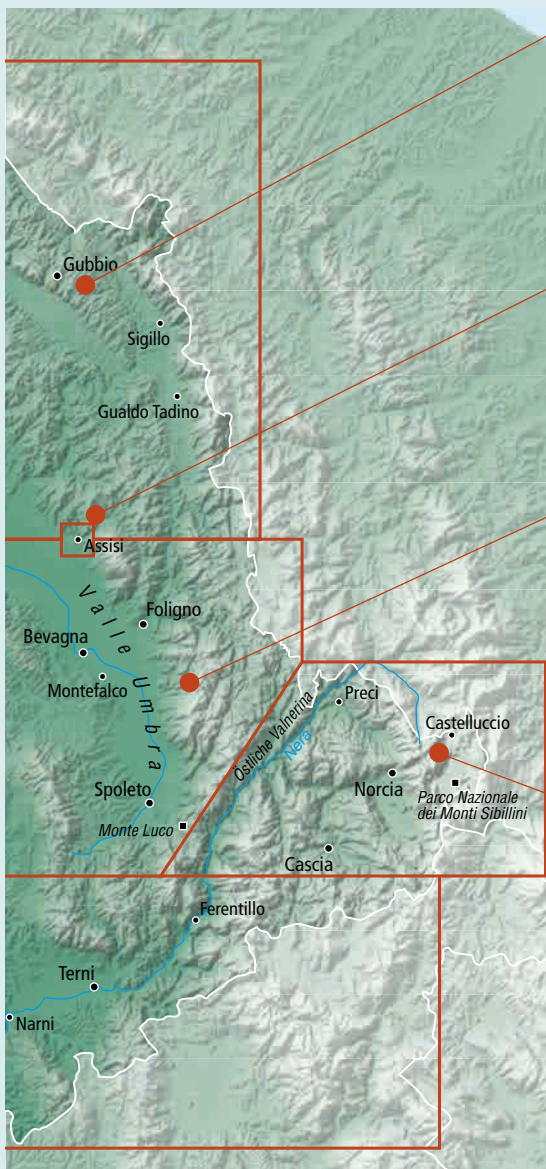 Gubbio
Sigillo
Gualdo Tadino
Assisi
Valle Umbra
Foligno
Bevagna
Montefalco
Preci
Östliche Valnerina
Nera
Castelluccio
Norcia
Parco Nazionale
dei Monti Sibillini
Spoleto
Monte Luco
Cascia
Ferentillo
Terni
Narni